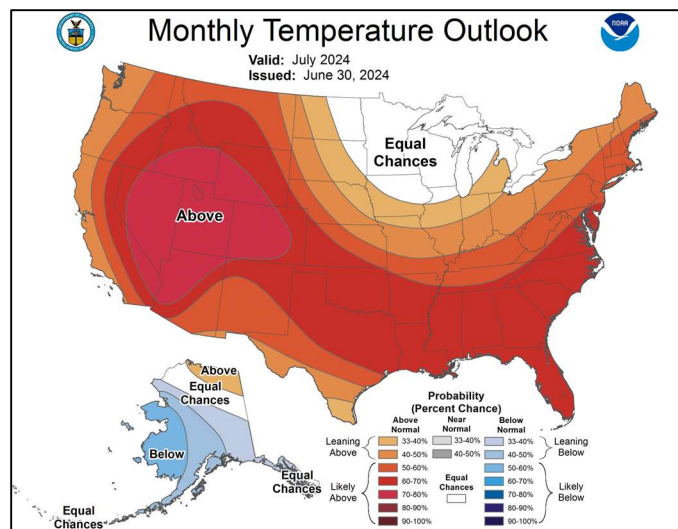 Monthly Temperature Outlook
NOAA
Valid: July 2024
Issued: June 30, 2024
Equal
Chances
Above
Above
Equal
Chances
Below
Equal
Chances
Equal
Chances
Probability
(Percent Chance)
Above
Normal
Near
Normal
Below
Normal
Leaning
Above
33-40% 33-40% 33-40%
40-50% 40-50% 40-50%
Leaning
Below
Likely
Above
50-60% 50-60%
60-70% 60-70%
70-80% 70-80%
80-90% 80-90%
90-100% 90-100%
Equal
Chances
Likely
Below